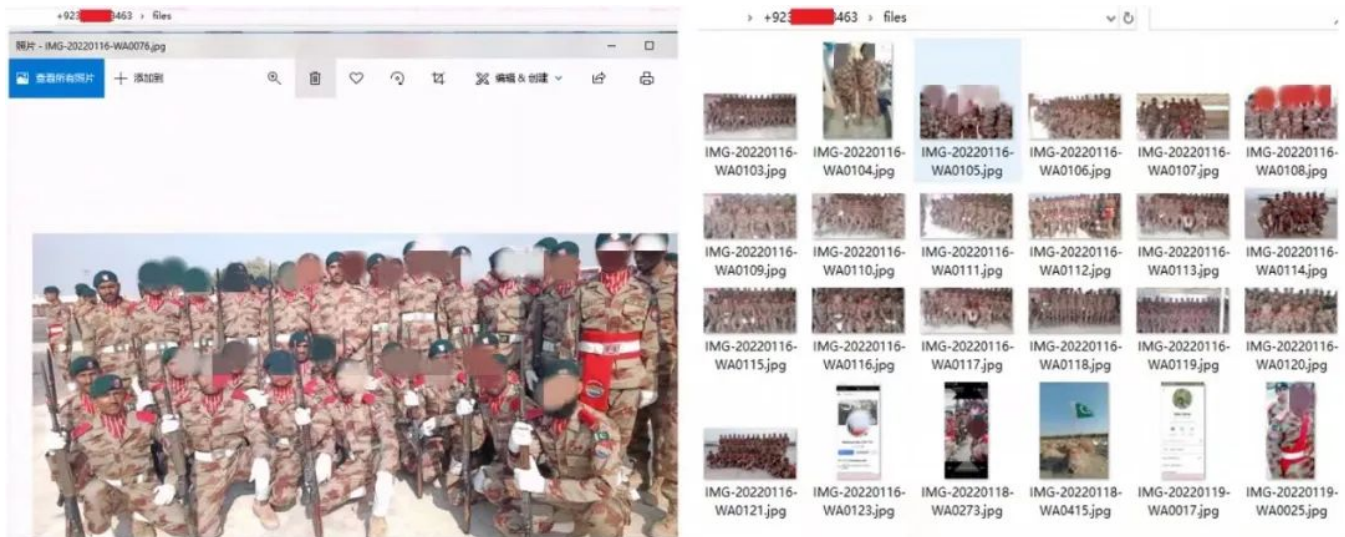 +923 3463 › files
照片 - IMG-20220116-WA0076.jpg
查看所有照片 添加到 编辑 & 创建
› +923 3463 › files
IMG-20220116-WA0103.jpg
IMG-20220116-WA0104.jpg
IMG-20220116-WA0105.jpg
IMG-20220116-WA0106.jpg
IMG-20220116-WA0107.jpg
IMG-20220116-WA0108.jpg
IMG-20220116-WA0109.jpg
IMG-20220116-WA0110.jpg
IMG-20220116-WA0111.jpg
IMG-20220116-WA0112.jpg
IMG-20220116-WA0113.jpg
IMG-20220116-WA0114.jpg
IMG-20220116-WA0115.jpg
IMG-20220116-WA0116.jpg
IMG-20220116-WA0117.jpg
IMG-20220116-WA0118.jpg
IMG-20220116-WA0119.jpg
IMG-20220116-WA0120.jpg
IMG-20220116-WA0121.jpg
IMG-20220116-WA0123.jpg
IMG-20220118-WA0273.jpg
IMG-20220118-WA0415.jpg
IMG-20220119-WA0017.jpg
IMG-20220119-WA0025.jpg